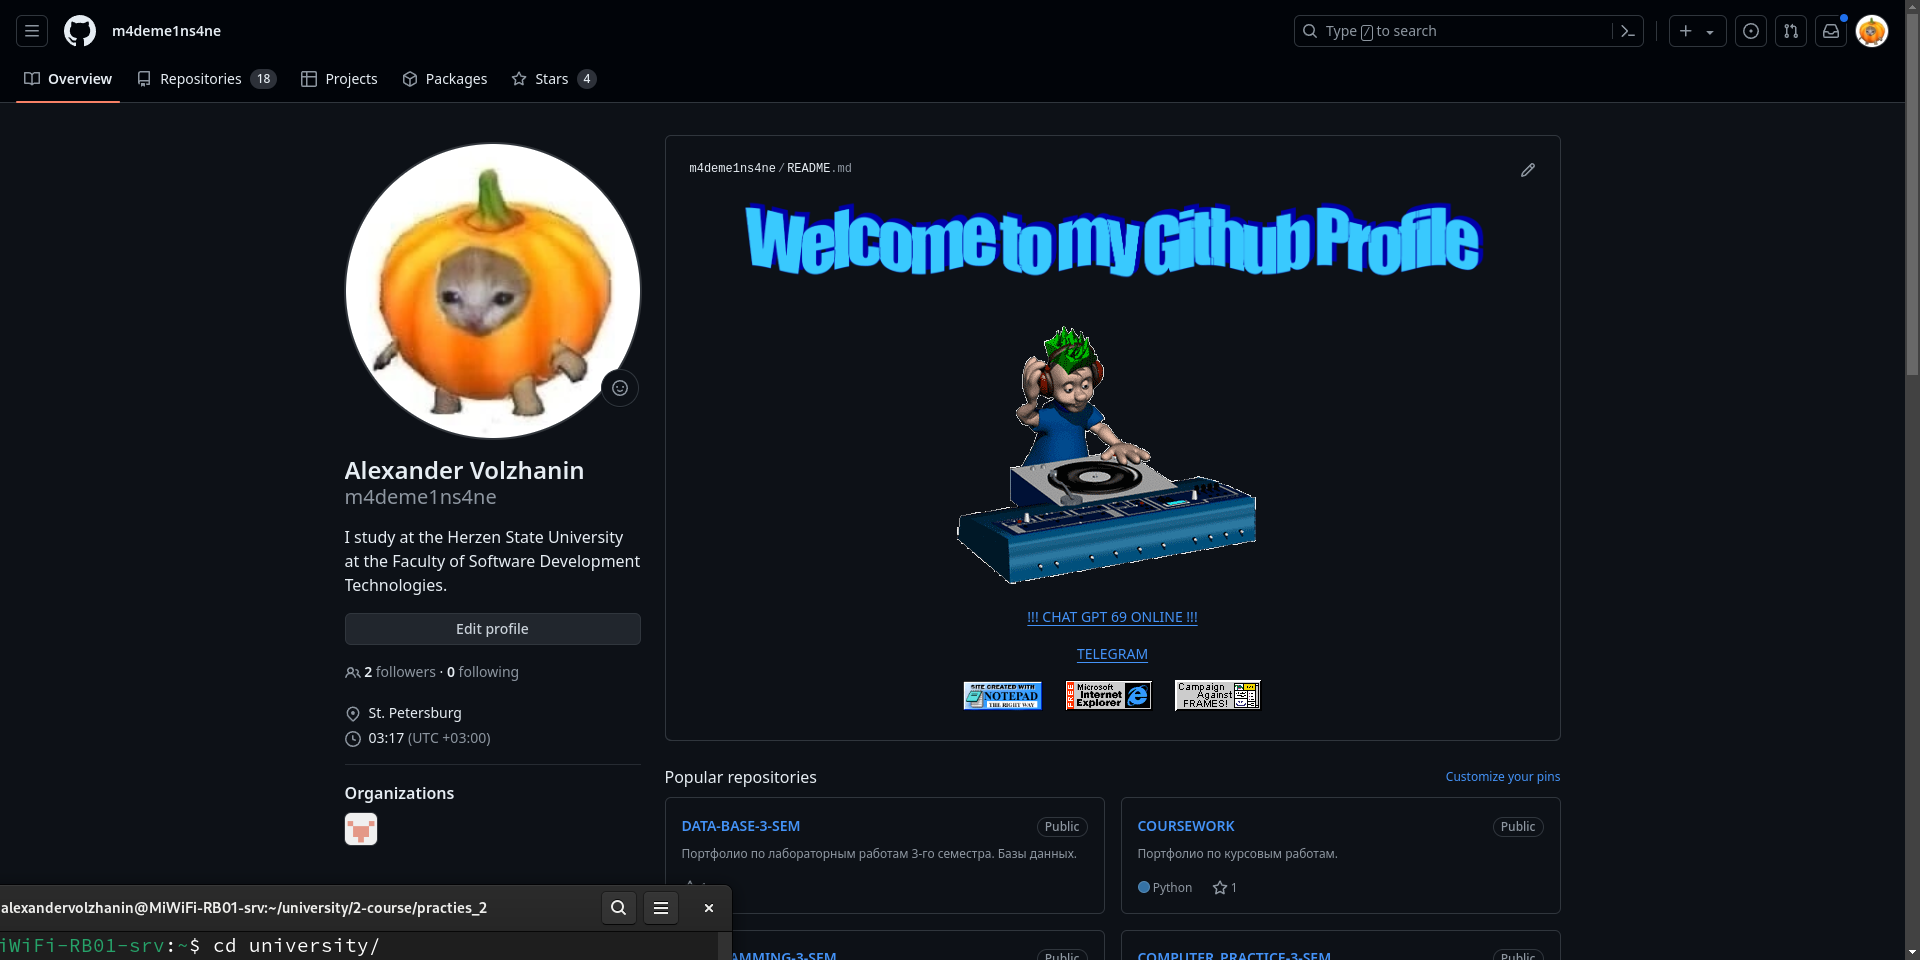 m4deme1ns4ne
Type / to search
Overview
Repositories 18
Projects
Packages
Stars 4
m4deme1ns4ne/README.md
Welcome to my Github Profile
Alexander Volzhanin
m4deme1ns4ne
I study at the Herzen State University
at the Faculty of Software Development
Technologies.
Edit profile
2 followers · 0 following
St. Petersburg
03:17 (UTC +03:00)
Organizations
!!! CHAT GPT 69 ONLINE !!!
TELEGRAM
SITE CREATED WITH
NOTEPAD
THE RIGHT WAY
FREE
Microsoft
Internet
Explorer
Campaign
Against
FRAMES!
Popular repositories
Customize your pins
DATA-BASE-3-SEM
Public
Портфолио по лабораторным работам 3-го семестра. Базы данных.
COURSEWORK
Public
Портфолио по курсовым работам.
Python
1
AMMING-3-SEM
Public
COMPUTER_PRACTICE-3-SEM
Public
alexandervolzhanin@MiWiFi-RB01-srv:~/university/2-course/practies_2
iWiFi-RB01-srv:~$ cd university/